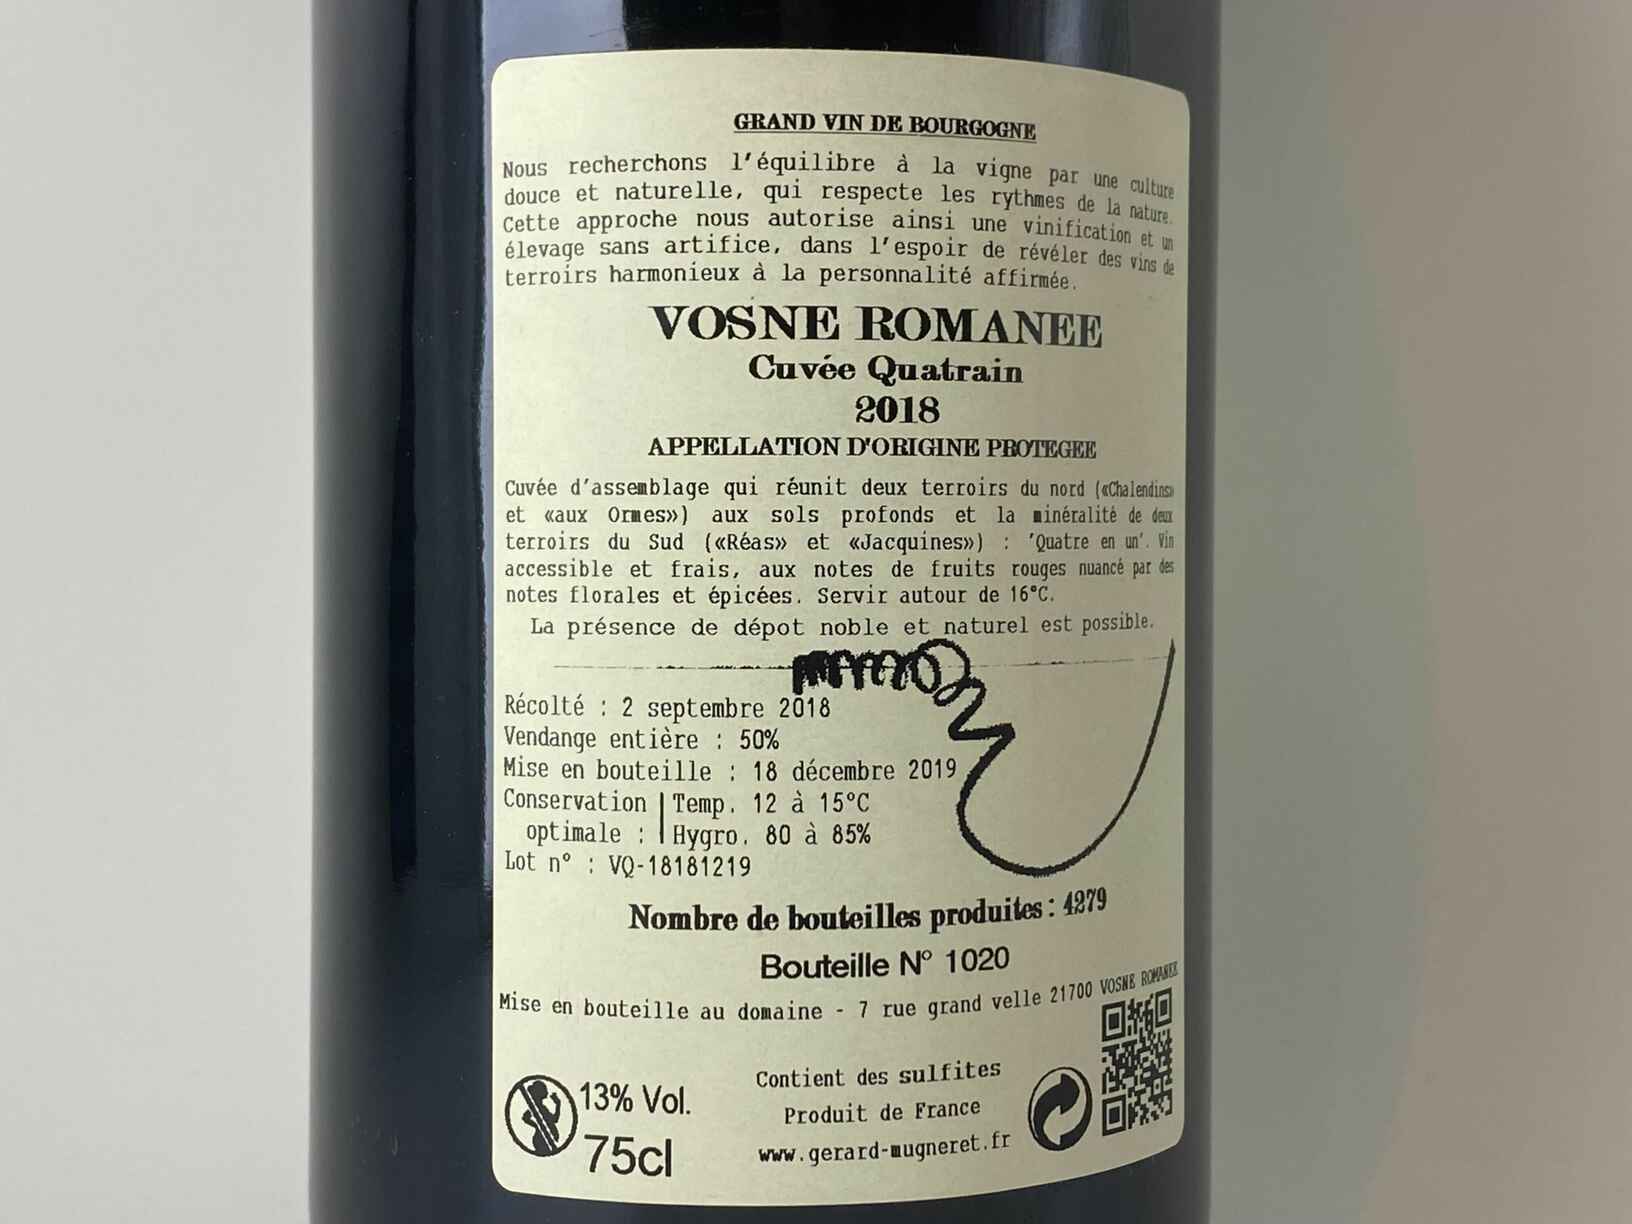 GRAND VIN DE BOURGOGNE
Nous recherchons l'équilibre à la vigne par une culture
douce et naturelle, qui respecte les rythmes de la nature.
Cette approche nous autorise ainsi une vinification et un
élevage sans artifice, dans l'espoir de révéler des vins de
terroirs harmonieux à la personnalité affirmée.
VOSNE ROMANEE
Cuvée Quatrain
2018
APPELLATION D'ORIGINE PROTEGEE
Cuvée d'assemblage qui réunit deux terroirs du nord («Chalendins»
et «aux Ormes») aux sols profonds et la minéralité de deux
terroirs du Sud («Réas» et «Jacquines») : 'Quatre en un'. Vin
accessible et frais, aux notes de fruits rouges nuancé par des
notes florales et épicées. Servir autour de 16°C.
La présence de dépot noble et naturel est possible.
Récolté : 2 septembre 2018
Vendange entière : 50%
Mise en bouteille : 18 décembre 2019
Conservation | Temp. 12 à 15°C
optimale : | Hygro. 80 à 85%
Lot n° : VQ-18181219
Nombre de bouteilles produites : 4279
Bouteille N° 1020
Mise en bouteille au domaine - 7 rue grand velle 21700 VOSNE ROMANEE
13% Vol.
75cl
Contient des sulfites
Produit de France
www.gerard-mugneret.fr